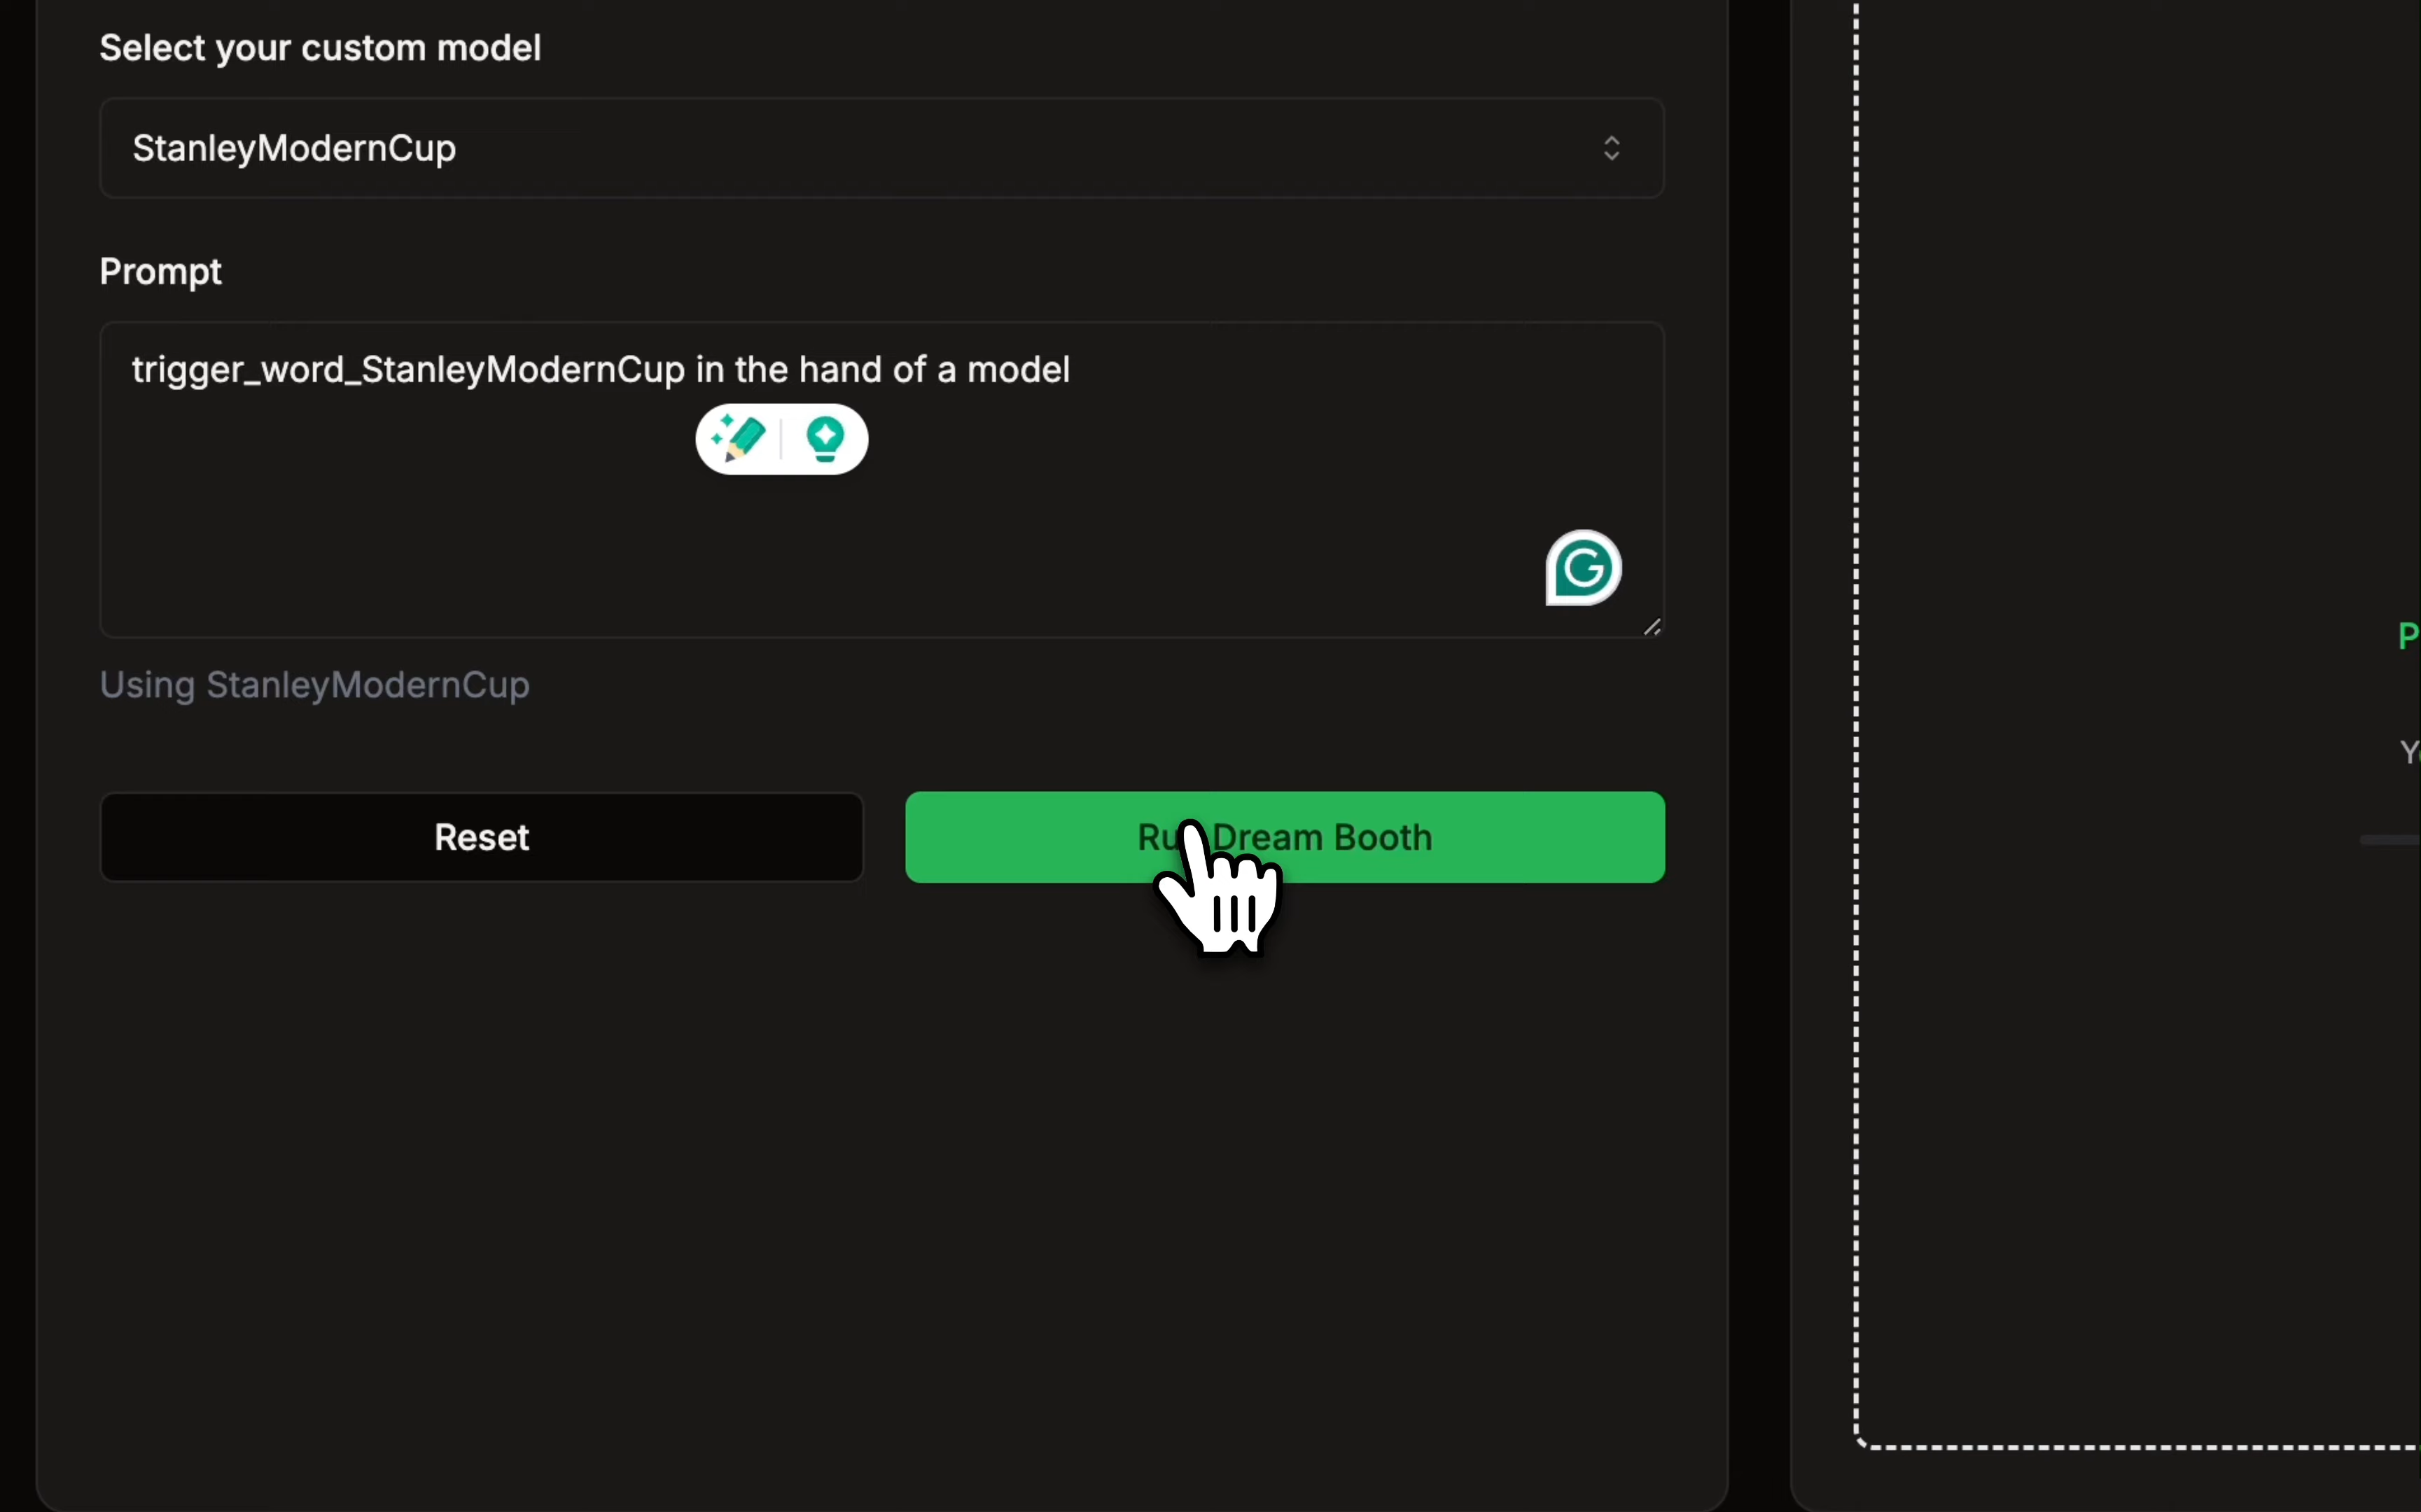 Select your custom model
StanleyModernCup
Prompt
trigger_word_StanleyModernCup in the hand of a model
Using StanleyModernCup
Reset
Dream Booth